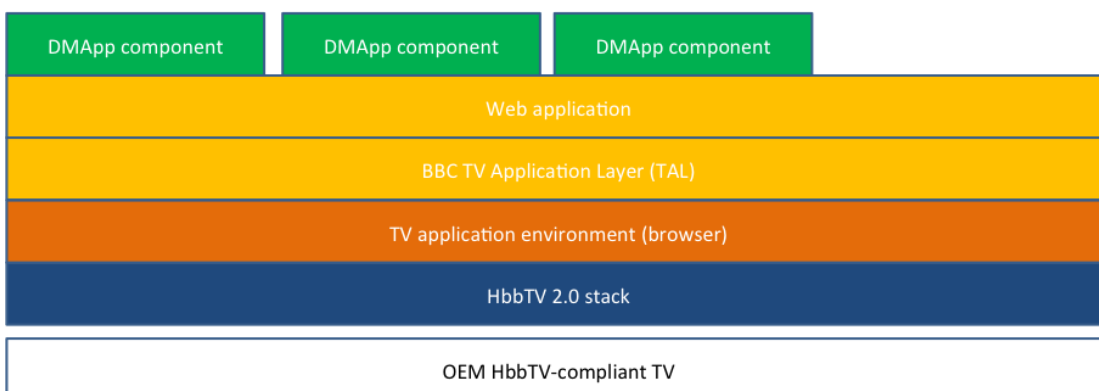 DMApp component
DMApp component
DMApp component
Web application
BBC TV Application Layer (TAL)
TV application environment (browser)
HbbTV 2.0 stack
OEM HbbTV-compliant TV